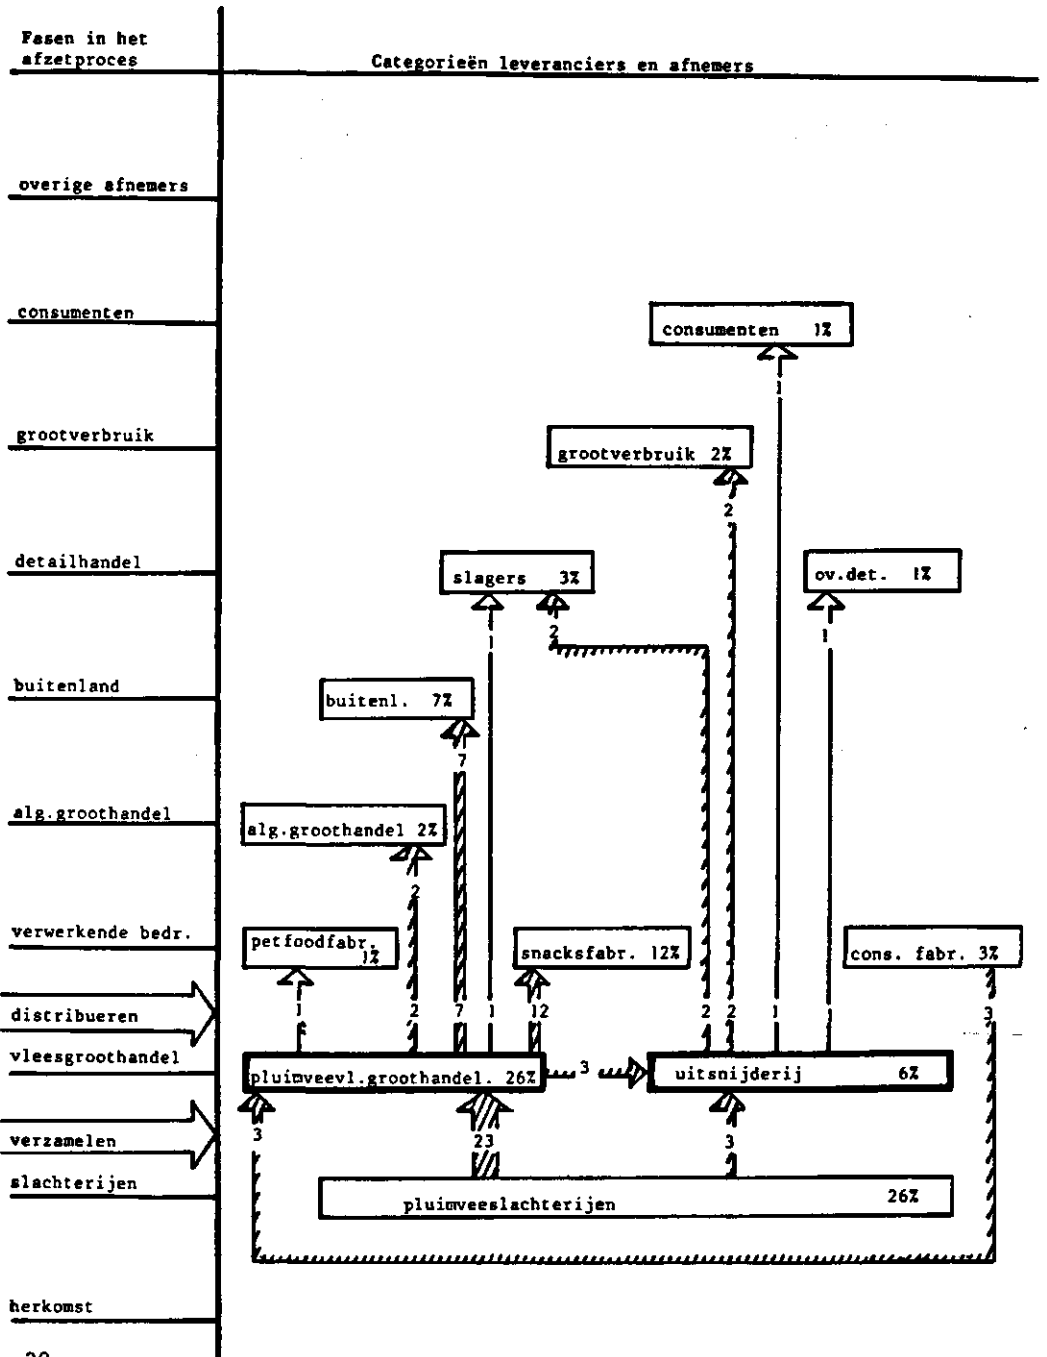 Fasen in het
afzetproces
Categorieën leveranciers en afnemers
overige afnemers
consumenten
consumenten 1%
1
grootverbruik
grootverbruik 2%
2
detailhandel
slagers 3%
ov.det. 1%
1
2
1
buitenland
buitenl. 7%
7
alg.groothandel
alg.groothandel 2%
2
verwerkende bedr.
petfoodfabr.
1%
snacksfabr. 12%
cons. fabr. 3%
distribueren
1
2
7
1
12
2
2
1
1
3
vleesgroothandel
pluimveevl.groothandel. 26%
3
uitsnijderij 6%
verzamelen
3
23
3
slachterijen
pluimveeslachterijen 26%
herkomst